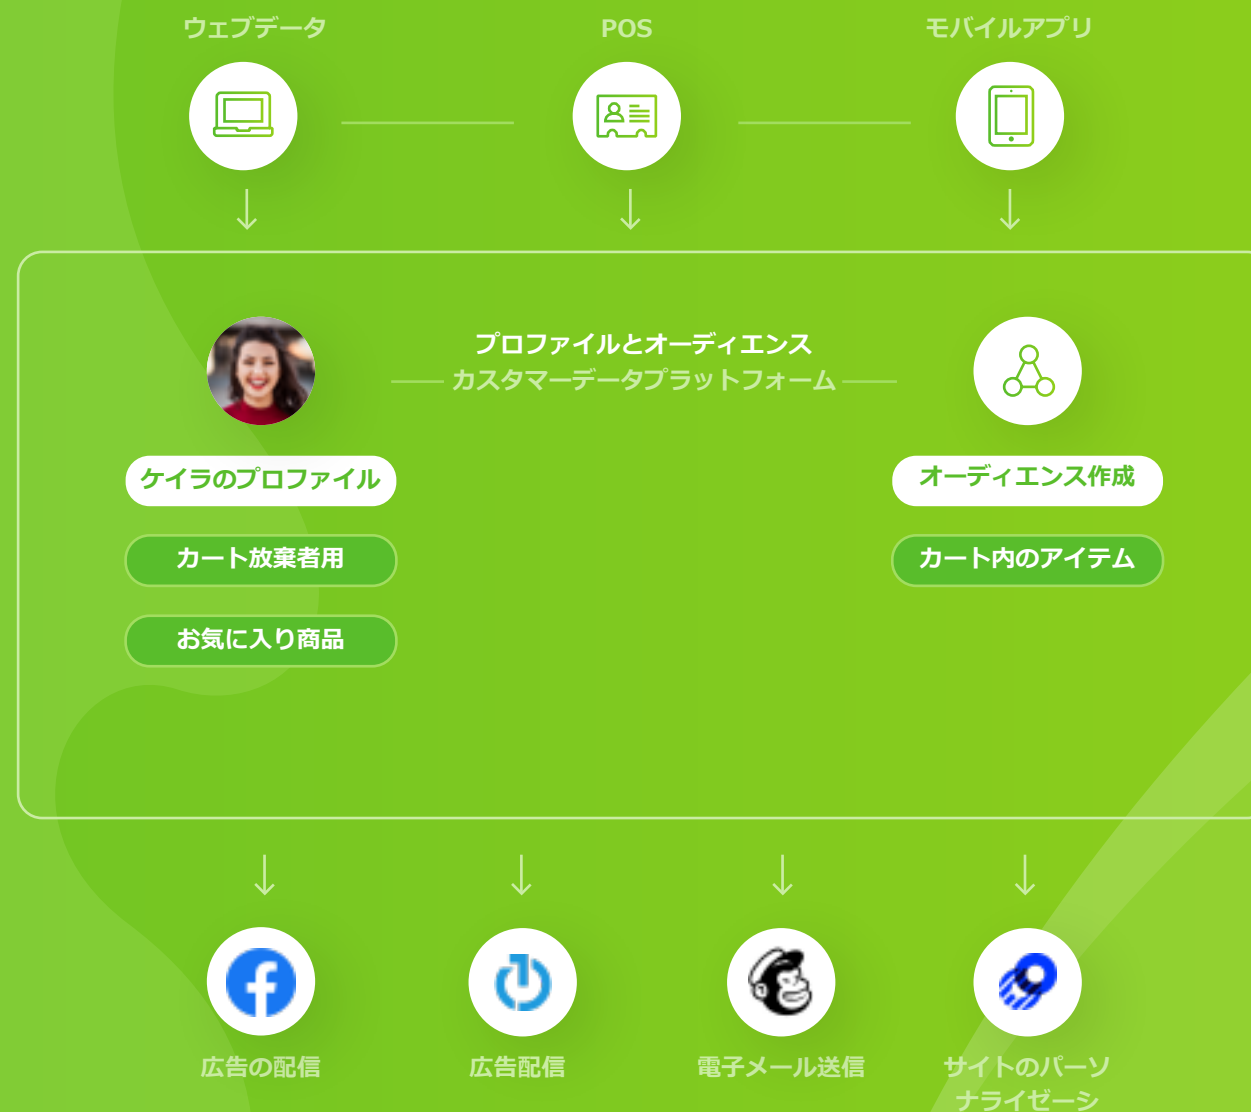 ウェブデータ
POS
モバイルアプリ
プロファイルとオーディエンス
カスタマーデータプラットフォーム
ケイラのプロファイル
オーディエンス作成
カート放棄者用
カート内のアイテム
お気に入り商品
広告の配信
広告配信
電子メール送信
サイトのパーソ
ナライゼーシ